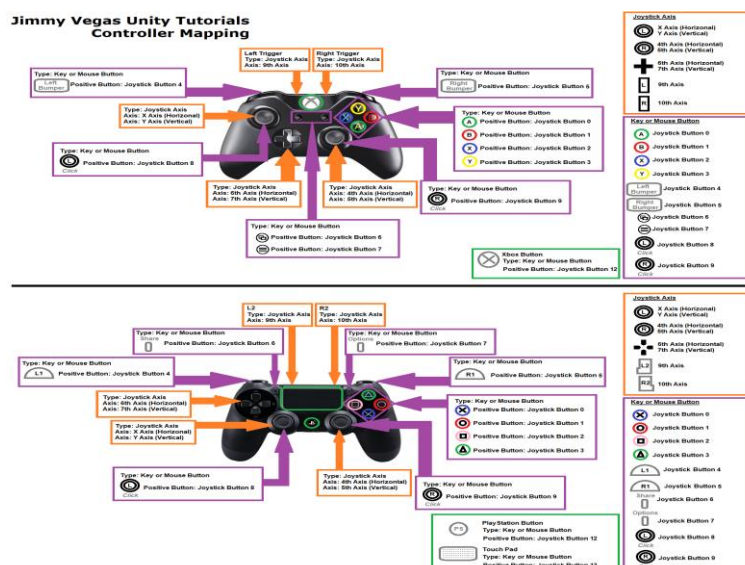 Jimmy Vegas Unity Tutorials
Controller Mapping
Left Trigger
Type: Joystick Axis
Axis: 9th Axis
Right Trigger
Type: Joystick Axis
Axis: 10th Axis
Type: Key or Mouse Button
Left Bumper
Positive Button: Joystick Button 4
Type: Key or Mouse Button
Right Bumper
Positive Button: Joystick Button 5
Type: Joystick Axis
Axis: X Axis (Horizonal)
Axis: Y Axis (Vertical)
Type: Key or Mouse Button
A Positive Button: Joystick Button 0
B Positive Button: Joystick Button 1
X Positive Button: Joystick Button 2
Y Positive Button: Joystick Button 3
Type: Key or Mouse Button
L Positive Button: Joystick Button 8
Click
Type: Joystick Axis
Axis: 6th Axis (Horizontal)
Axis: 7th Axis (Vertical)
Type: Joystick Axis
Axis: 4th Axis (Horizontal)
Axis: 5th Axis (Vertical)
Type: Key or Mouse Button
R Positive Button: Joystick Button 9
Click
Type: Key or Mouse Button
Positive Button: Joystick Button 6
Positive Button: Joystick Button 7
Xbox Button
Type: Key or Mouse Button
Positive Button: Joystick Button 12
Joystick Axis
L X Axis (Horizonal)
Y Axis (Vertical)
R 4th Axis (Horizontal)
5th Axis (Vertical)
6th Axis (Horizontal)
7th Axis (Vertical)
L 9th Axis
R 10th Axis
Key or Mouse Button
A Joystick Button 0
B Joystick Button 1
X Joystick Button 2
Y Joystick Button 3
Left Bumper Joystick Button 4
Right Bumper Joystick Button 5
Joystick Button 6
Joystick Button 7
L Joystick Button 8
Click
R Joystick Button 9
Click
L2
Type: Joystick Axis
Axis: 9th Axis
R2
Type: Joystick Axis
Axis: 10th Axis
Type: Key or Mouse Button
Share
Positive Button: Joystick Button 6
Type: Key or Mouse Button
Options
Positive Button: Joystick Button 7
Type: Key or Mouse Button
L1 Positive Button: Joystick Button 4
Type: Key or Mouse Button
R1 Positive Button: Joystick Button 5
Type: Joystick Axis
Axis: 6th Axis (Horizontal)
Axis: 7th Axis (Vertical)
Type: Joystick Axis
Axis: X Axis (Horizonal)
Axis: Y Axis (Vertical)
Type: Key or Mouse Button
Positive Button: Joystick Button 0
Positive Button: Joystick Button 1
Positive Button: Joystick Button 2
Positive Button: Joystick Button 3
Type: Key or Mouse Button
L Positive Button: Joystick Button 8
Click
Type: Joystick Axis
Axis: 4th Axis (Horizontal)
Axis: 5th Axis (Vertical)
Type: Key or Mouse Button
R Positive Button: Joystick Button 9
Click
PS PlayStation Button
Type: Key or Mouse Button
Positive Button: Joystick Button 12
Touch Pad
Type: Key or Mouse Button
Positive Button: Joystick Button 13
Joystick Axis
L X Axis (Horizonal)
Y Axis (Vertical)
R 4th Axis (Horizontal)
5th Axis (Vertical)
6th Axis (Horizontal)
7th Axis (Vertical)
L2 9th Axis
R2 10th Axis
Key or Mouse Button
Joystick Button 0
Joystick Button 1
Joystick Button 2
Joystick Button 3
L1 Joystick Button 4
R1 Joystick Button 5
Share
Joystick Button 6
Options
Joystick Button 7
L Joystick Button 8
Click
R Joystick Button 9